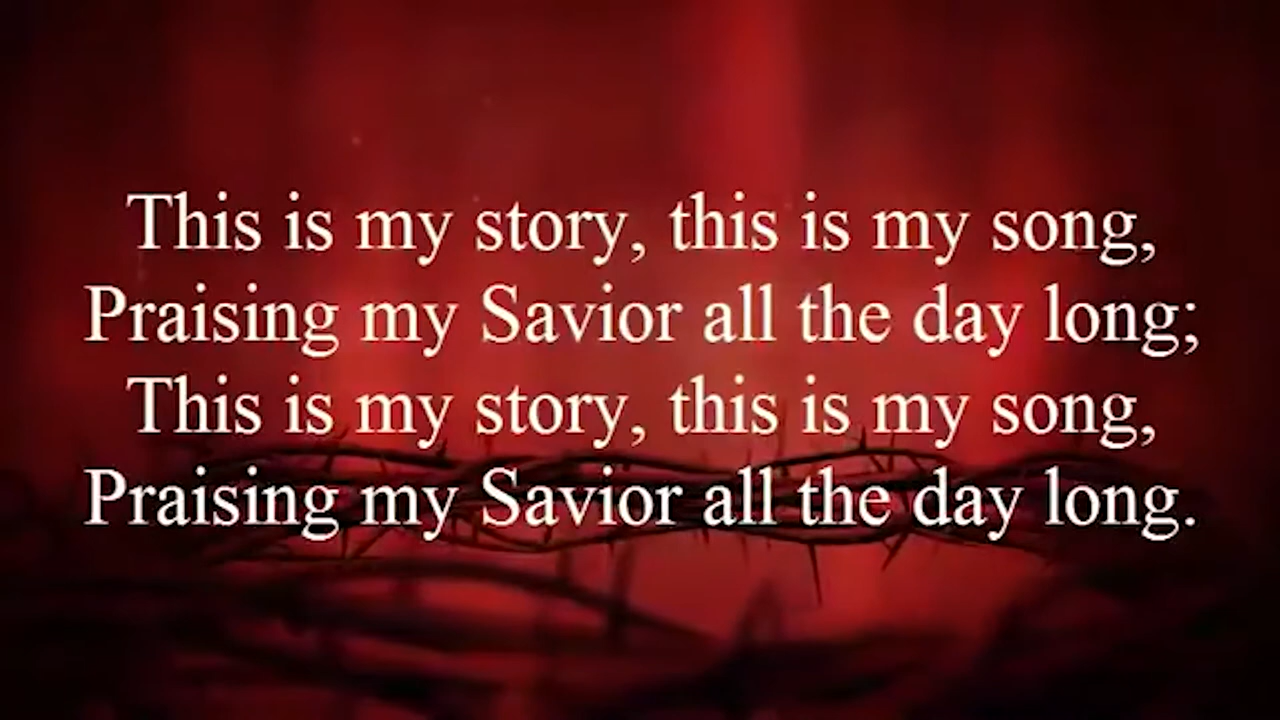 This is my story, this is my song,
Praising my Savior all the day long;
This is my story, this is my song,
Praising my Savior all the day long.